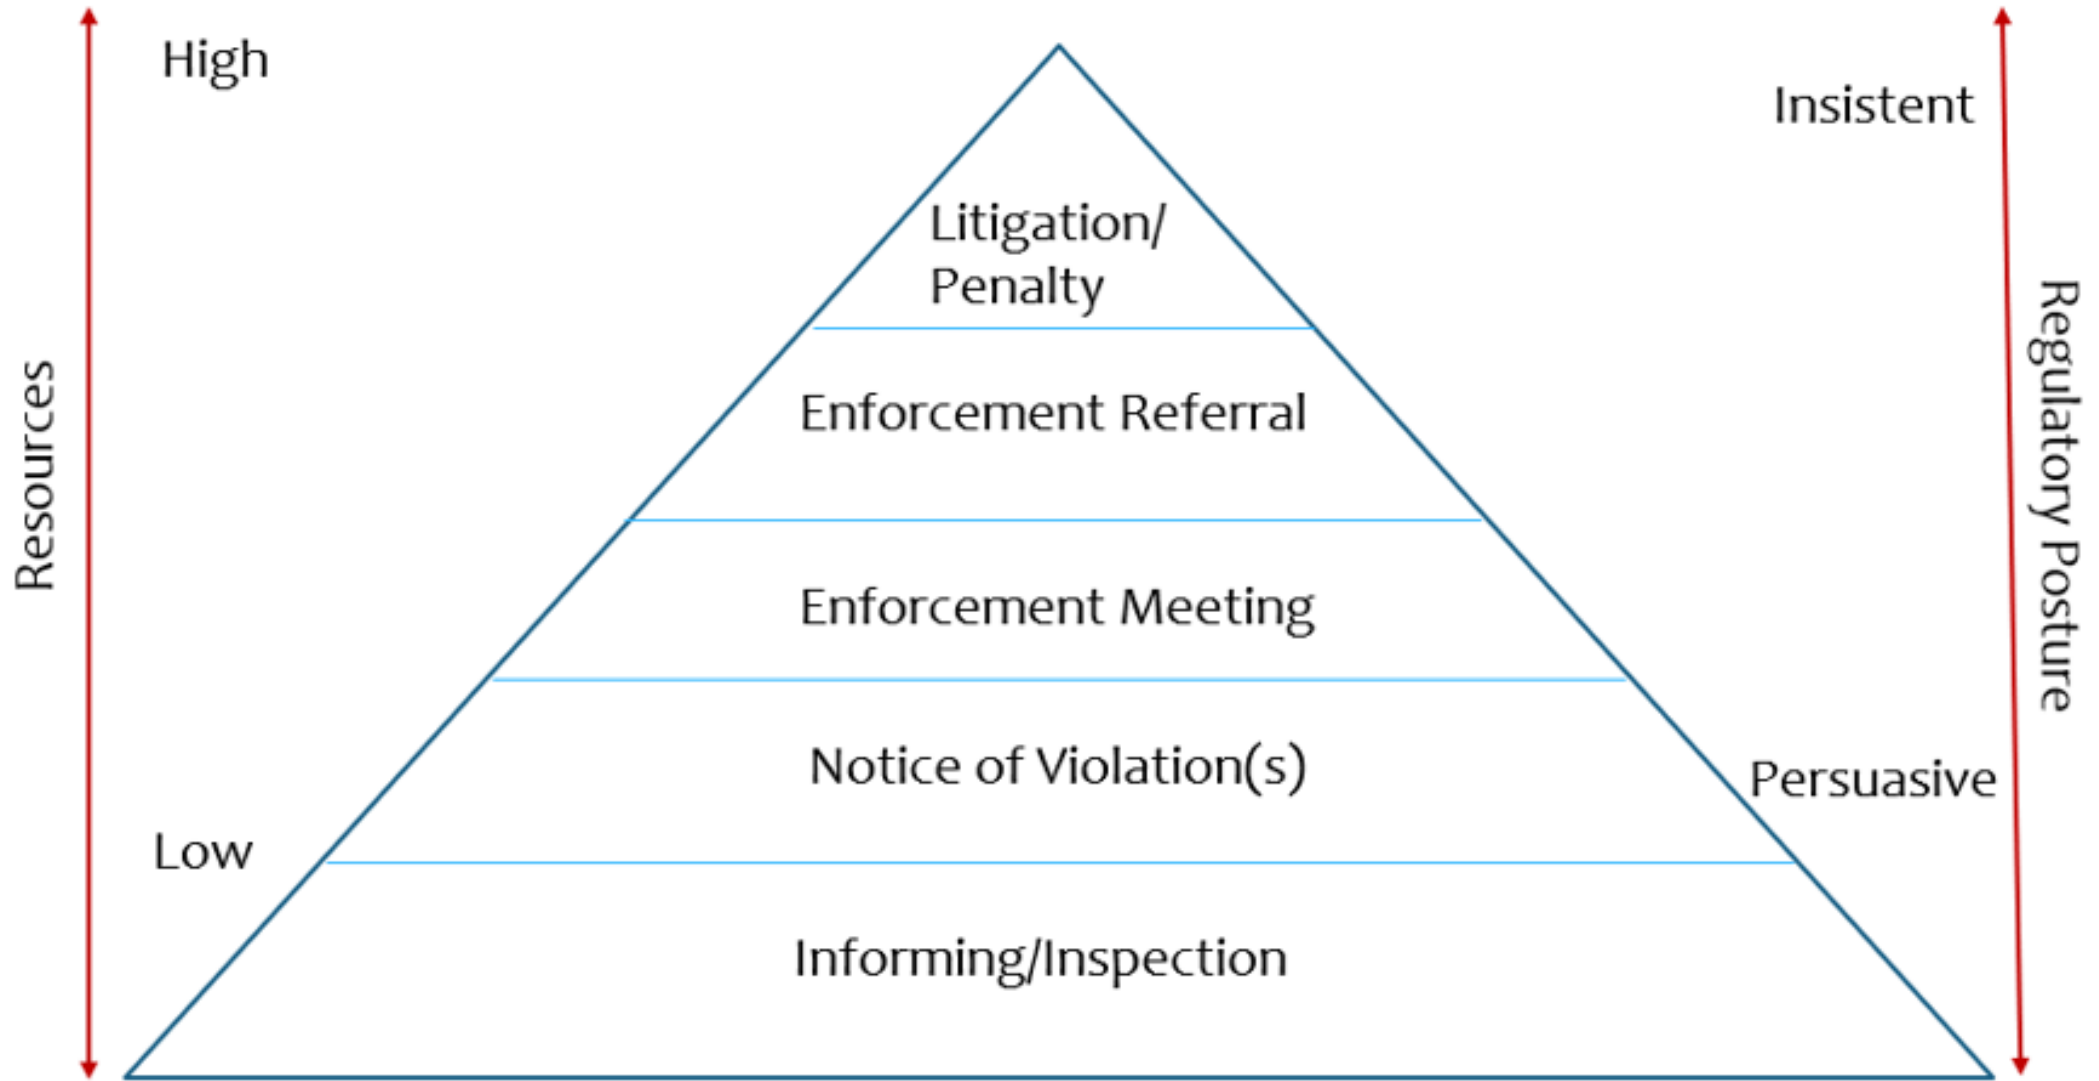 High
Insistent
Litigation/
Penalty
Enforcement Referral
Resources
Regulatory Posture
Enforcement Meeting
Notice of Violation(s)
Persuasive
Low
Informing/Inspection